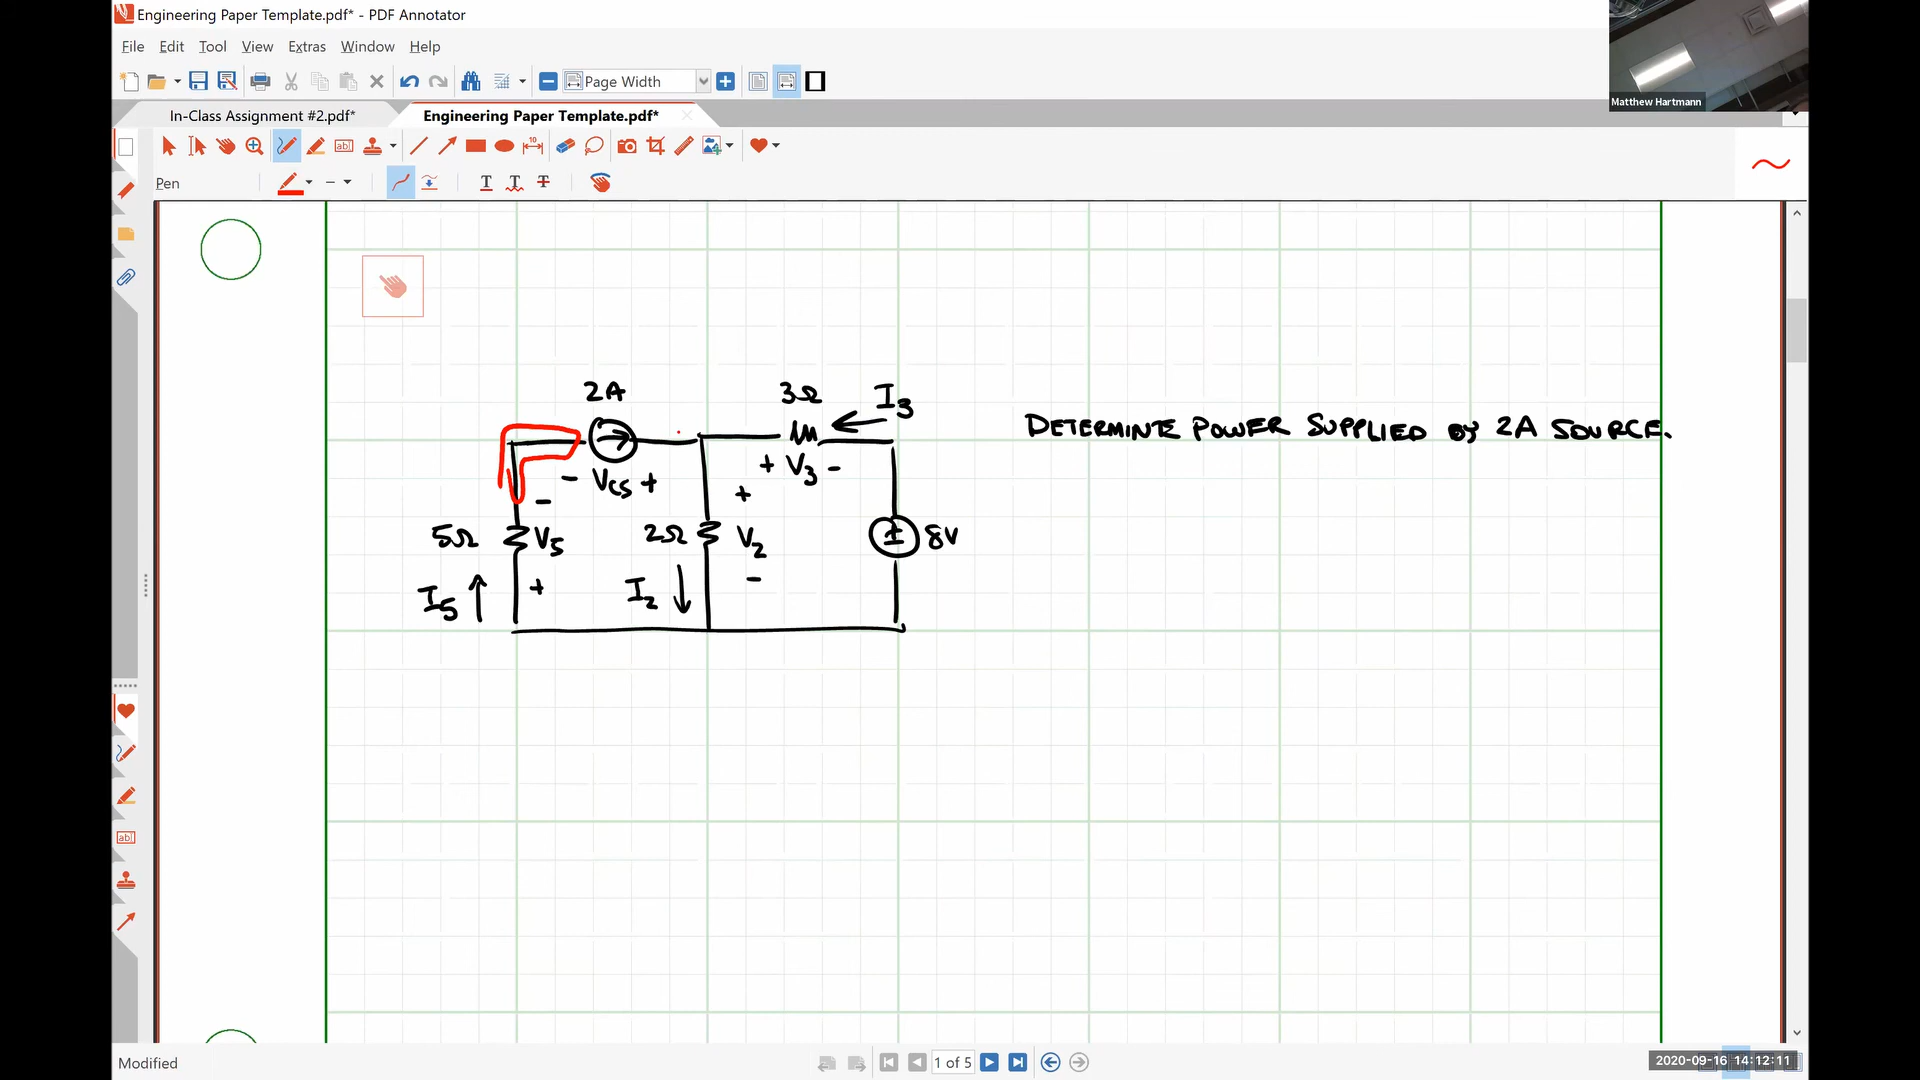 Engineering Paper Template.pdf* - PDF Annotator
File Edit Tool View Extras Window Help
Page Width
Matthew Hartmann
In-Class Assignment #2.pdf* Engineering Paper Template.pdf*
Pen
2A 3Ω I3
DETERMINTE POWER SUPPLIED BY 2A SOURCE.
- VCS + + V3 -
- +
5Ω V5 2Ω V2 ± 8V
I5 + I2 -
Modified
1 of 5
2020-09-16 14:12:11